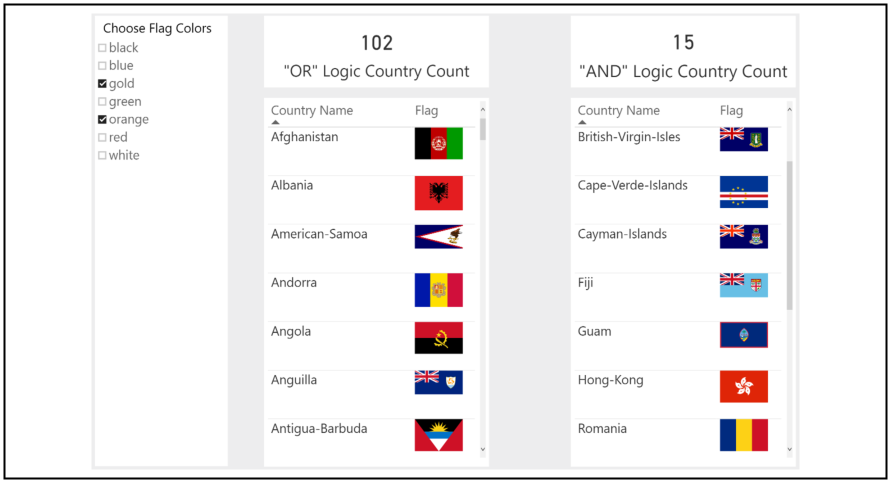 Choose Flag Colors
black
blue
gold
green
orange
red
white
102
"OR" Logic Country Count
Country Name Flag
Afghanistan
Albania
American-Samoa
Andorra
Angola
Anguilla
Antigua-Barbuda
15
"AND" Logic Country Count
Country Name Flag
British-Virgin-Isles
Cape-Verde-Islands
Cayman-Islands
Fiji
Guam
Hong-Kong
Romania